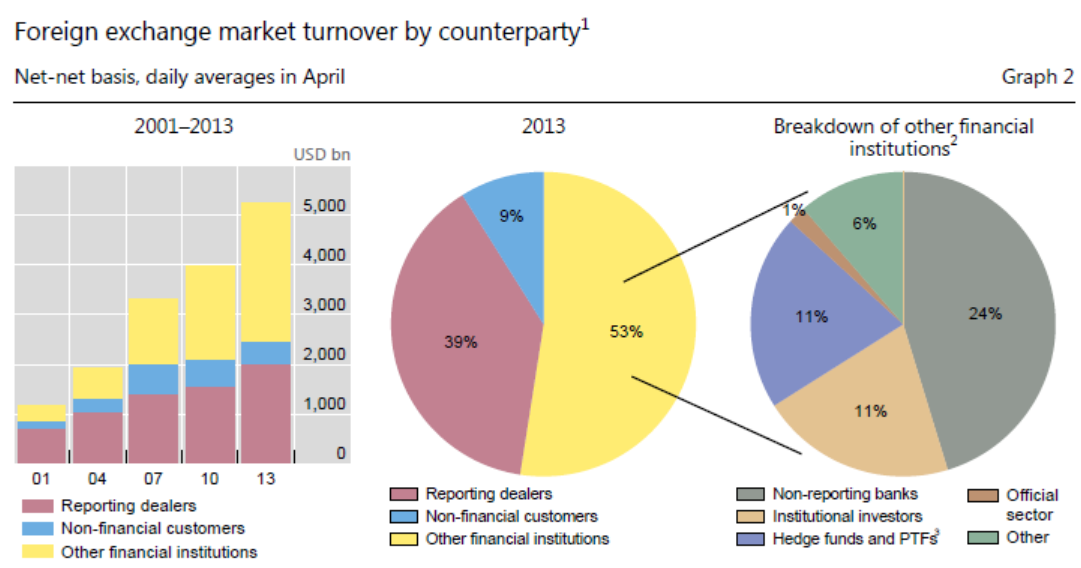 Foreign exchange market turnover by counterparty1
Net-net basis, daily averages in April
Graph 2
2001–2013
USD bn
5,000
4,000
3,000
2,000
1,000
0
01 04 07 10 13
Reporting dealers
Non-financial customers
Other financial institutions
2013
9%
39%
53%
Reporting dealers
Non-financial customers
Other financial institutions
Breakdown of other financial
institutions2
1%
6%
24%
11%
11%
Non-reporting banks
Institutional investors
Hedge funds and PTFs3
Official
sector
Other